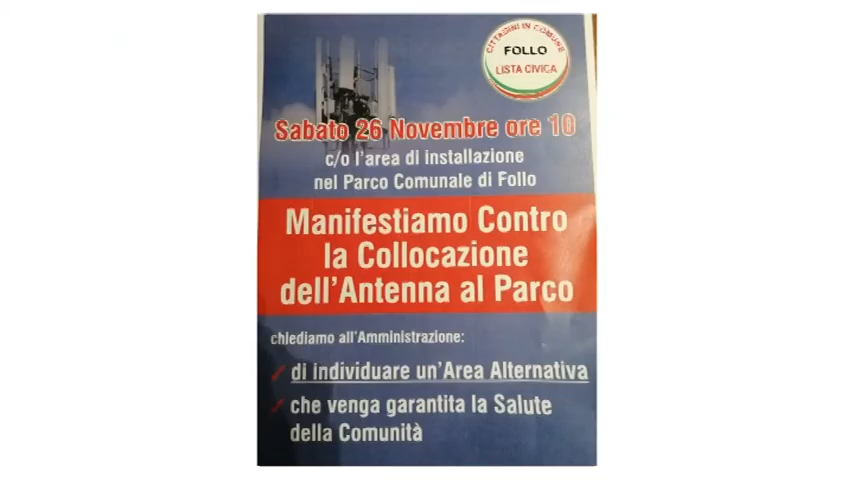 CITTADINI IN COMUNE
FOLLO
LISTA CIVICA
Sabato 26 Novembre ore 10
c/o l'area di installazione
nel Parco Comunale di Follo
Manifestiamo Contro
la Collocazione
dell'Antenna al Parco
chiediamo all'Amministrazione:
di individuare un'Area Alternativa
che venga garantita la Salute
della Comunità